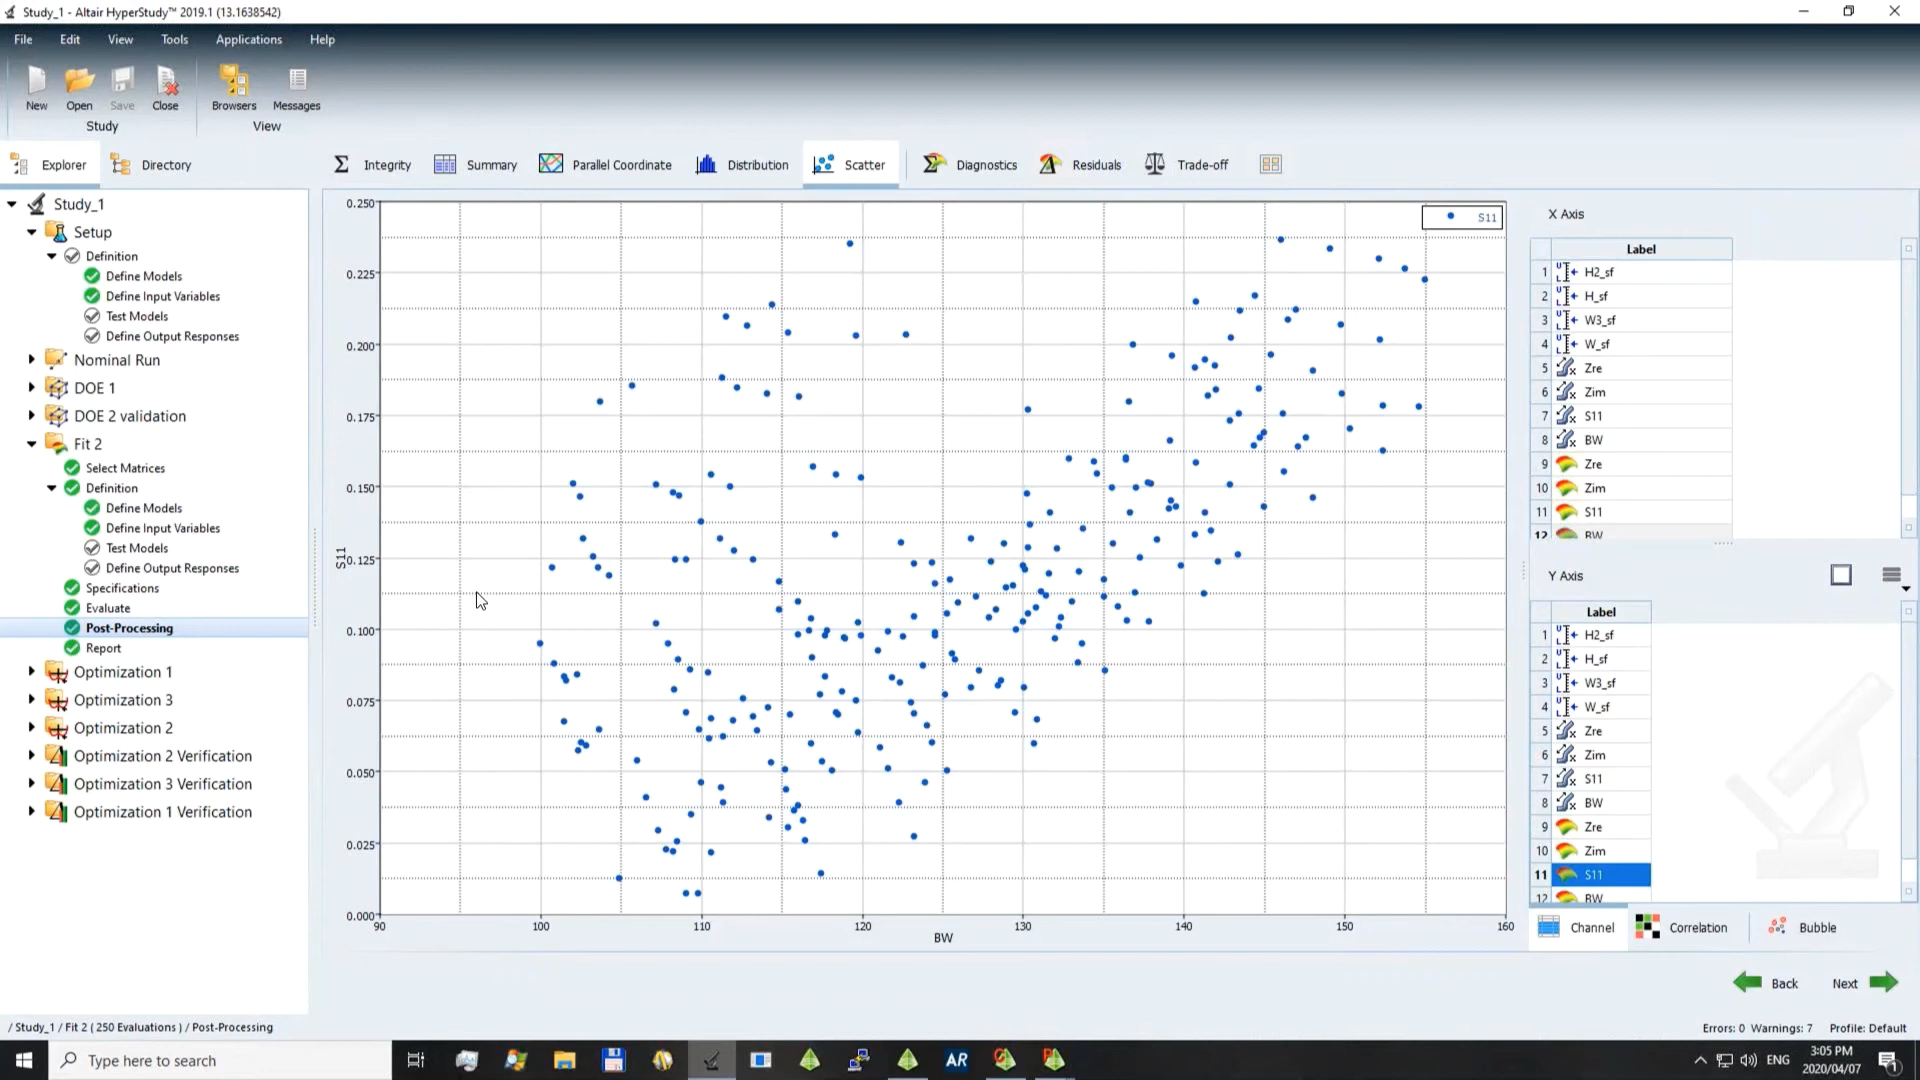 Study_1 - Altair HyperStudy™ 2019.1 (13.1638542)
File Edit View Tools Applications Help
New Open Save Close Browsers Messages
Study View
Explorer Directory
Integrity Summary Parallel Coordinate Distribution Scatter Diagnostics Residuals Trade-off
Study_1
Setup
Definition
Define Models
Define Input Variables
Test Models
Define Output Responses
Nominal Run
DOE 1
DOE 2 validation
Fit 2
Select Matrices
Definition
Define Models
Define Input Variables
Test Models
Define Output Responses
Specifications
Evaluate
Post-Processing
Report
Optimization 1
Optimization 3
Optimization 2
Optimization 2 Verification
Optimization 3 Verification
Optimization 1 Verification
S11
0.250
0.225
0.200
0.175
0.150
0.125
0.100
0.075
0.050
0.025
0.000
S11
90 100 110 120 130 140 150 160
BW
X Axis
Label
1 H2_sf
2 H_sf
3 W3_sf
4 W_sf
5 Zre
6 Zim
7 S11
8 BW
9 Zre
10 Zim
11 S11
12 BW
Y Axis
Label
1 H2_sf
2 H_sf
3 W3_sf
4 W_sf
5 Zre
6 Zim
7 S11
8 BW
9 Zre
10 Zim
11 S11
12 BW
Channel Correlation Bubble
Back Next
/ Study_1 / Fit 2 ( 250 Evaluations ) / Post-Processing
Errors: 0 Warnings: 7 Profile: Default
Type here to search
AR
ENG
3:05 PM
2020/04/07
1